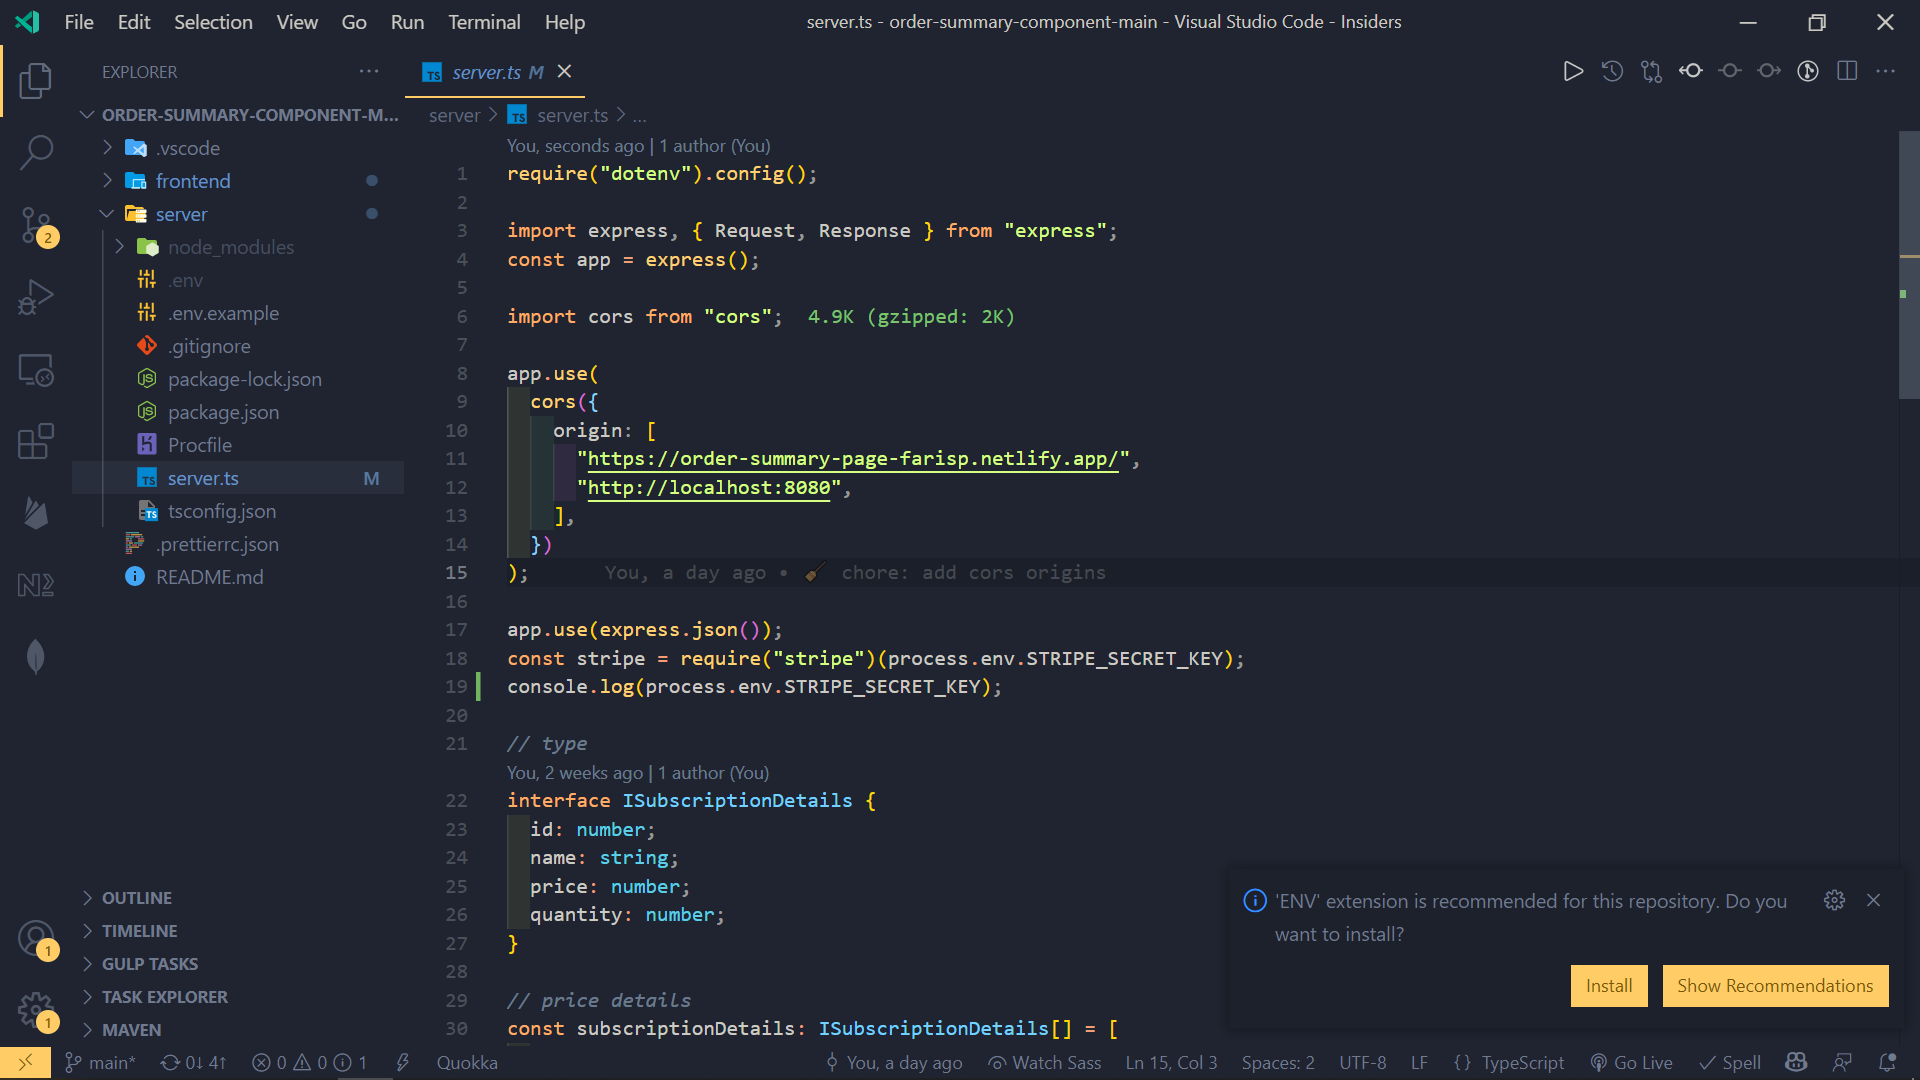 File Edit Selection View Go Run Terminal Help
server.ts - order-summary-component-main - Visual Studio Code - Insiders
EXPLORER
ORDER-SUMMARY-COMPONENT-M...
.vscode
frontend
server
node_modules
.env
.env.example
.gitignore
package-lock.json
package.json
Procfile
server.ts M
tsconfig.json
.prettierrc.json
README.md
OUTLINE
TIMELINE
GULP TASKS
TASK EXPLORER
MAVEN
2
1
1
TS server.ts M
server > TS server.ts > ...
You, seconds ago | 1 author (You)
1 require("dotenv").config();
2
3 import express, { Request, Response } from "express";
4 const app = express();
5
6 import cors from "cors"; 4.9K (gzipped: 2K)
7
8 app.use(
9 cors({
10 origin: [
11 "https://order-summary-page-farisp.netlify.app/",
12 "http://localhost:8080",
13 ],
14 })
15 ); You, a day ago • 🧹 chore: add cors origins
16
17 app.use(express.json());
18 const stripe = require("stripe")(process.env.STRIPE_SECRET_KEY);
19 console.log(process.env.STRIPE_SECRET_KEY);
20
21 // type
You, 2 weeks ago | 1 author (You)
22 interface ISubscriptionDetails {
23 id: number;
24 name: string;
25 price: number;
26 quantity: number;
27 }
28
29 // price details
30 const subscriptionDetails: ISubscriptionDetails[] = [
'ENV' extension is recommended for this repository. Do you
want to install?
Install
Show Recommendations
main* 0↓ 4↑ 0 0 1 Quokka You, a day ago Watch Sass Ln 15, Col 3 Spaces: 2 UTF-8 LF {} TypeScript Go Live Spell